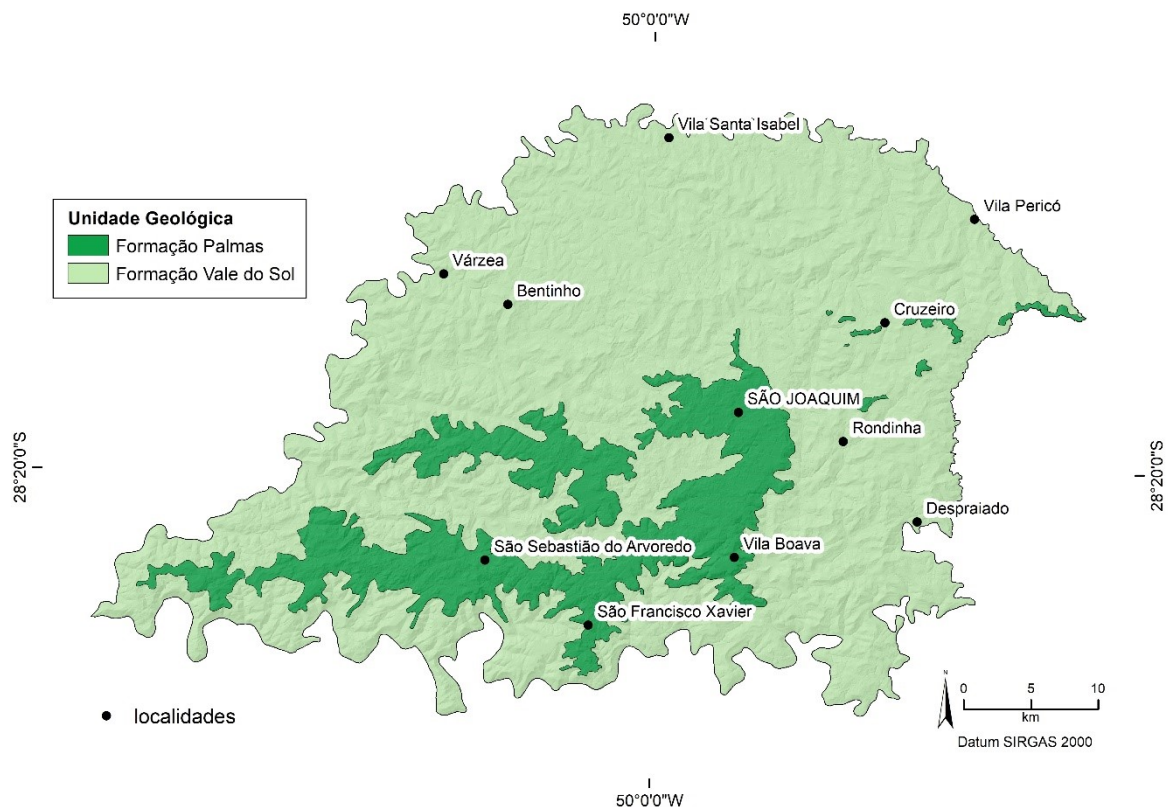 50°0'0"W
Vila Santa Isabel
Vila Pericó
Unidade Geológica
Formação Palmas
Formação Vale do Sol
Várzea
Bentinho
Cruzeiro
SÃO JOAQUIM
Rondinha
28°20'0"S
28°20'0"S
Despraiado
São Sebastião do Arvoredo
Vila Boava
São Francisco Xavier
localidades
N
0 5 10
km
Datum SIRGAS 2000
50°0'0"W